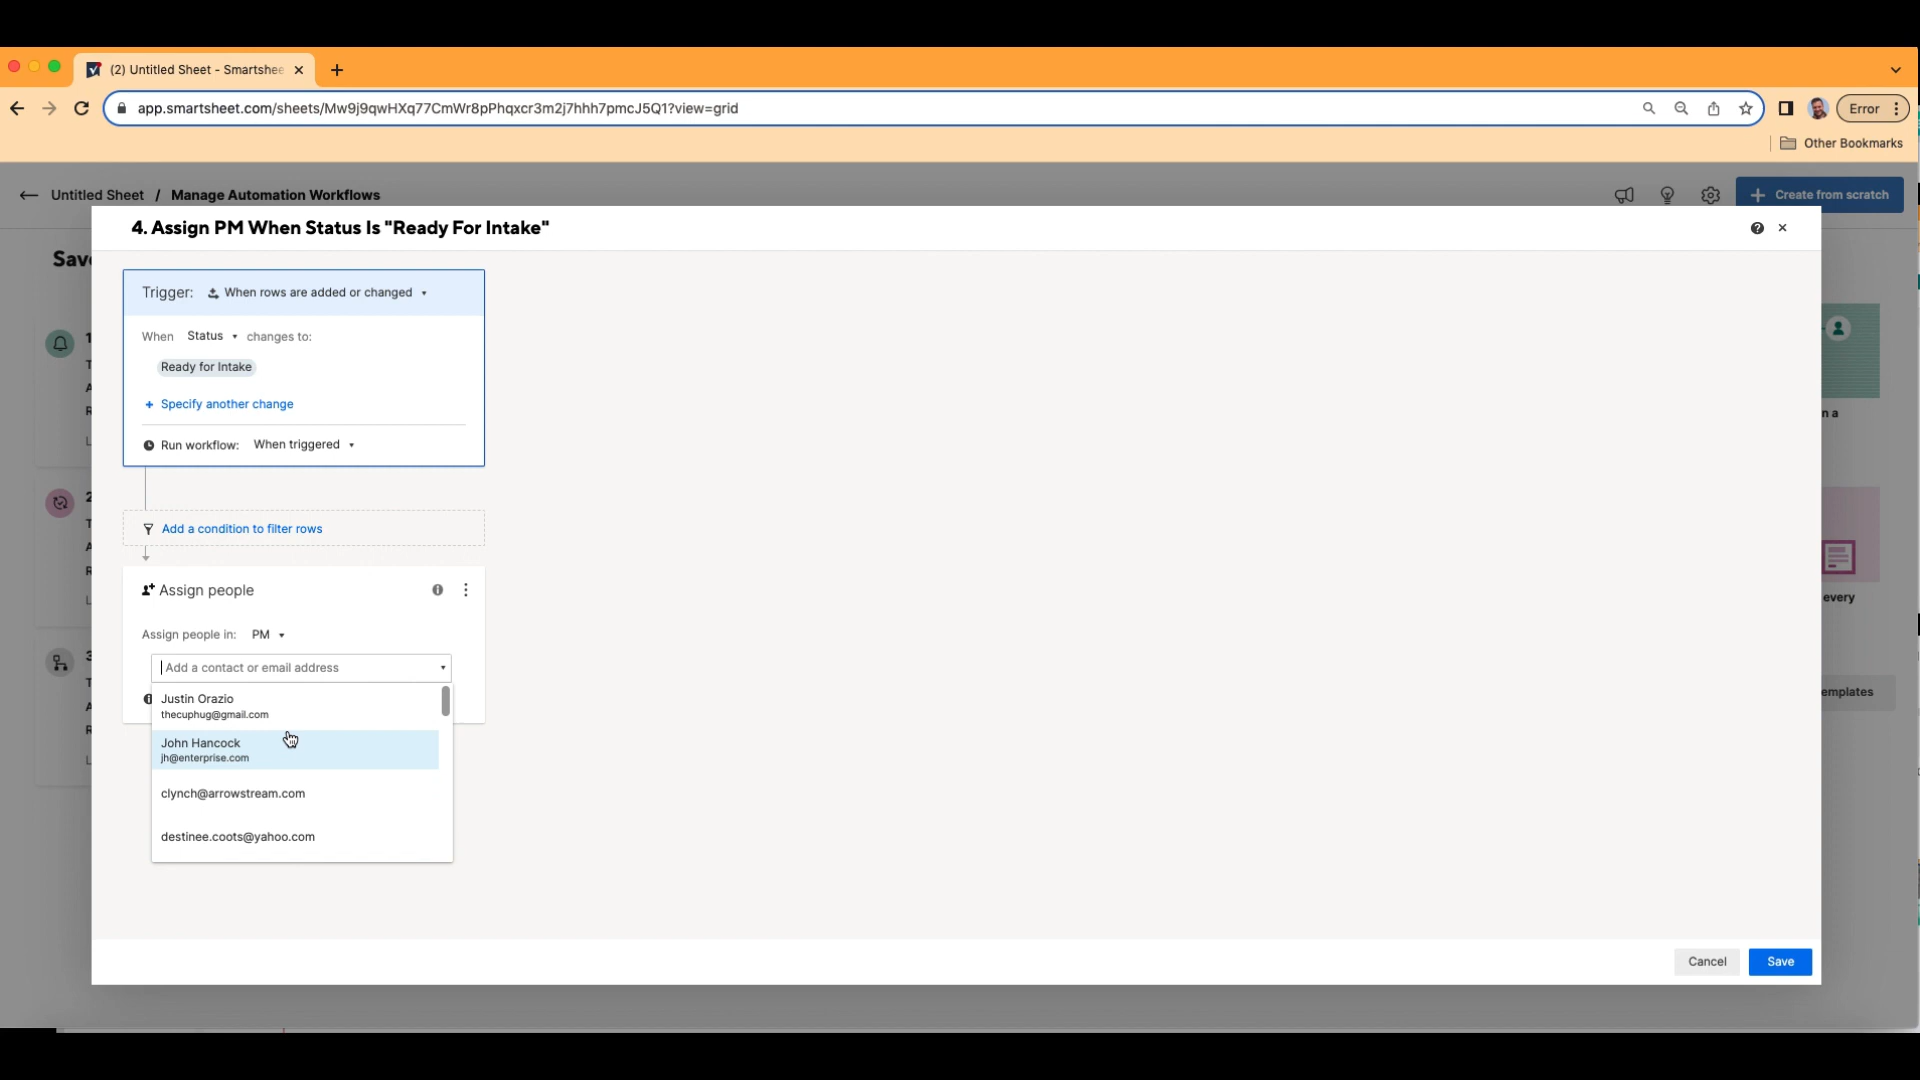 (2) Untitled Sheet - Smartshee
app.smartsheet.com/sheets/Mw9j9qwHXq77CmWr8pPhqxcr3m2j7hhh7pmcJ5Q1?view=grid
Error
Other Bookmarks
Untitled Sheet / Manage Automation Workflows
Create from scratch
4. Assign PM When Status Is "Ready For Intake"
Trigger: When rows are added or changed
When Status changes to:
Ready for Intake
+ Specify another change
Run workflow: When triggered
n a
Add a condition to filter rows
Assign people
every
Assign people in: PM
Add a contact or email address
Justin Orazio
thecuphug@gmail.com
emplates
John Hancock
jh@enterprise.com
clynch@arrowstream.com
destinee.coots@yahoo.com
Cancel
Save